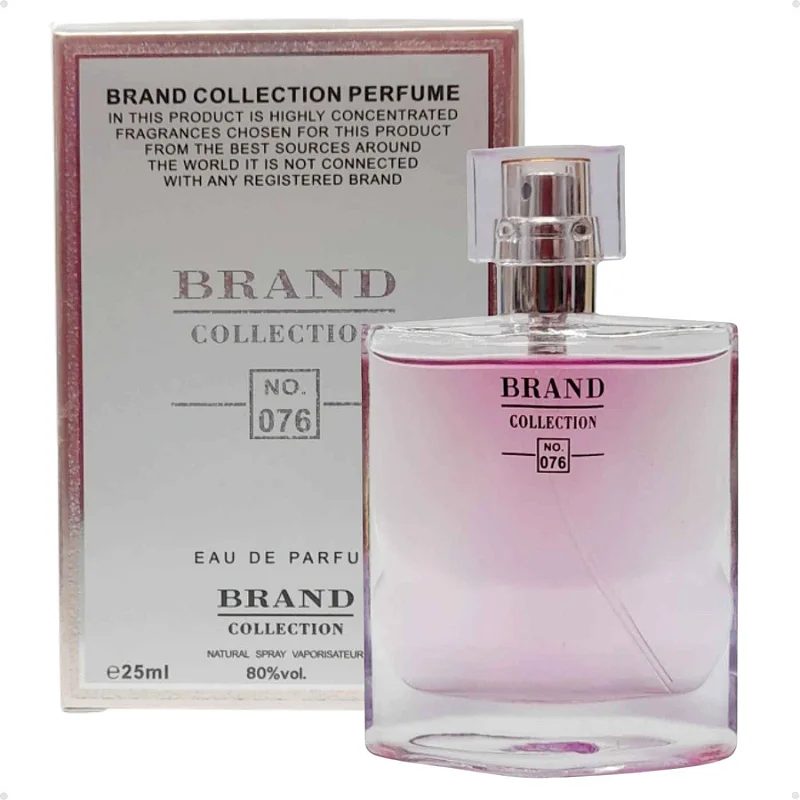 BRAND COLLECTION PERFUME
IN THIS PRODUCT IS HIGHLY CONCENTRATED
FRAGRANCES CHOSEN FOR THIS PRODUCT
FROM THE BEST SOURCES AROUND
THE WORLD IT IS NOT CONNECTED
WITH ANY REGISTERED BRAND
BRAND
COLLECTION
NO.
076
EAU DE PARFU
BRAND
COLLECTION
NATURAL SPRAY VAPORISATEUR
℮25ml 80%vol.
BRAND
COLLECTION
NO.
076